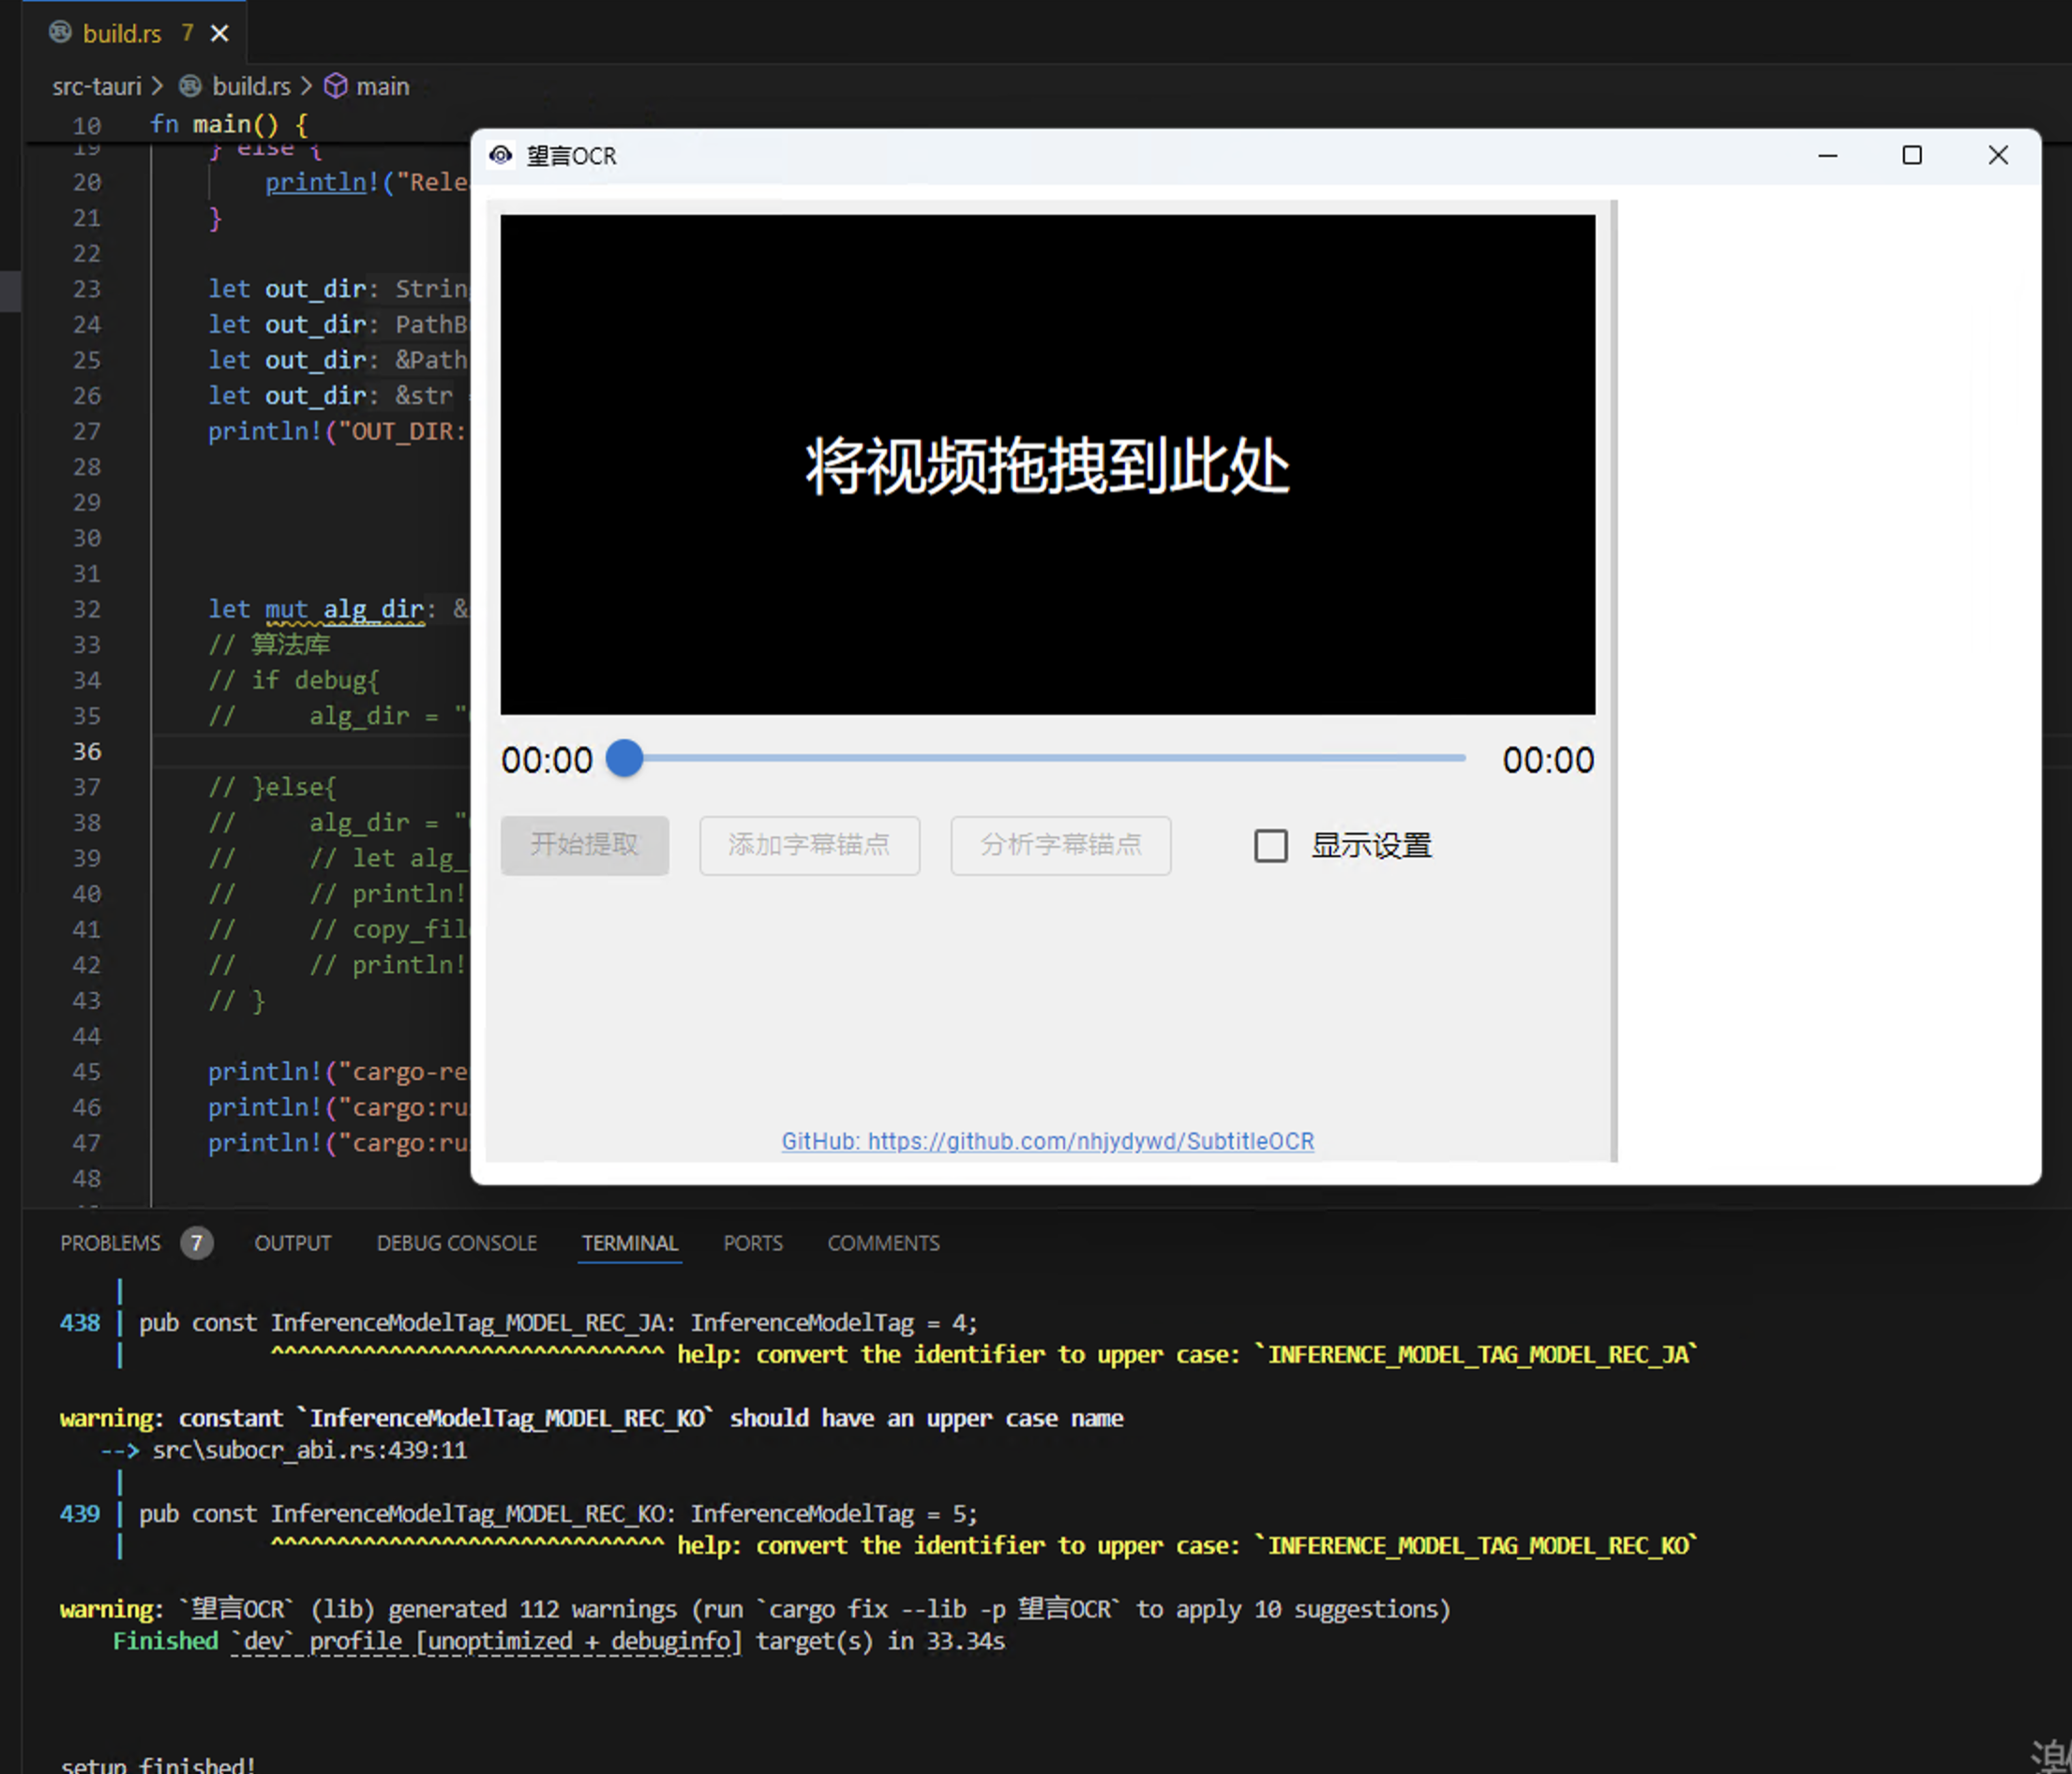 build.rs 7
src-tauri > build.rs > main
10 fn main() {
19 } else {
20 println!("Rele
21 }
22
23 let out_dir: String
24 let out_dir: PathB
25 let out_dir: &Path
26 let out_dir: &str
27 println!("OUT_DIR:
28
29
30
31
32 let mut alg_dir: &
33 // 算法库
34 // if debug{
35 // alg_dir = "
36
37 // }else{
38 // alg_dir = "
39 // // let alg_
40 // // println!
41 // // copy_file
42 // // println!
43 // }
44
45 println!("cargo-re
46 println!("cargo:ru
47 println!("cargo:ru
48
望言OCR
将视频拖拽到此处
00:00 00:00
开始提取 添加字幕锚点 分析字幕锚点 显示设置
GitHub: https://github.com/nhjydywd/SubtitleOCR
PROBLEMS 7 OUTPUT DEBUG CONSOLE TERMINAL PORTS COMMENTS
|
438 | pub const InferenceModelTag_MODEL_REC_JA: InferenceModelTag = 4;
| ^^^^^^^^^^^^^^^^^^^^^^^^^^^^^^ help: convert the identifier to upper case: `INFERENCE_MODEL_TAG_MODEL_REC_JA`
warning: constant `InferenceModelTag_MODEL_REC_KO` should have an upper case name
--> src\subocr_abi.rs:439:11
|
439 | pub const InferenceModelTag_MODEL_REC_KO: InferenceModelTag = 5;
| ^^^^^^^^^^^^^^^^^^^^^^^^^^^^^^ help: convert the identifier to upper case: `INFERENCE_MODEL_TAG_MODEL_REC_KO`
warning: `望言OCR` (lib) generated 112 warnings (run `cargo fix --lib -p 望言OCR` to apply 10 suggestions)
Finished `dev` profile [unoptimized + debuginfo] target(s) in 33.34s
setup finished!